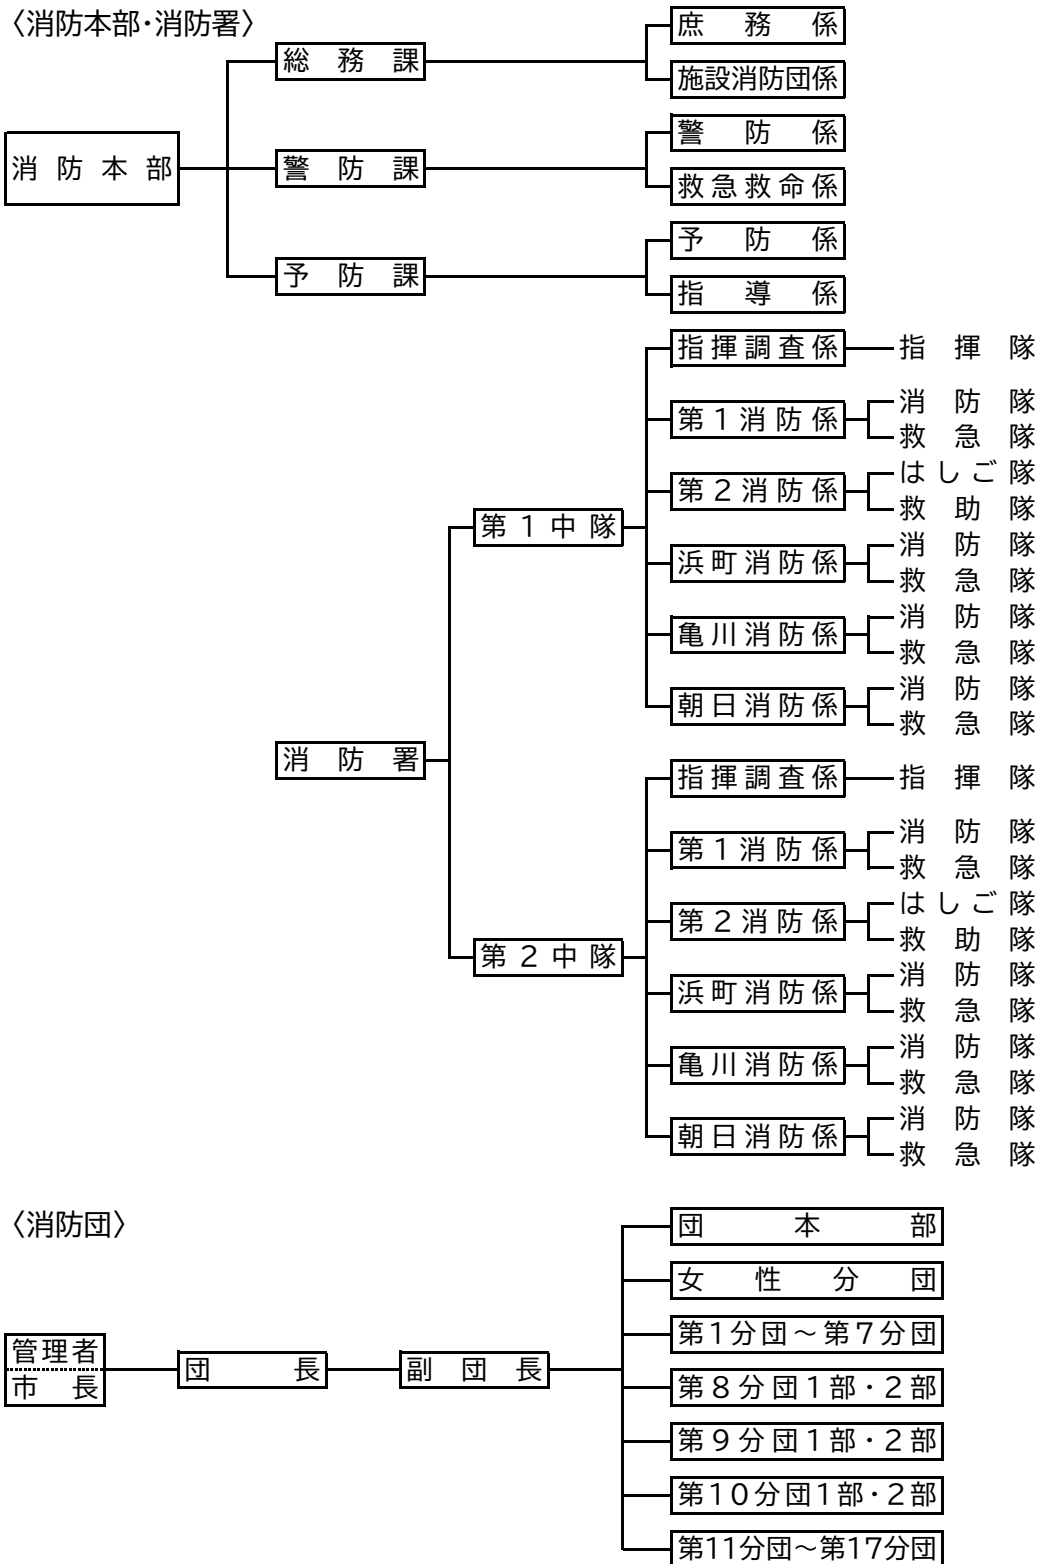 〈消防本部・消防署〉
庶務係
総務課
施設消防団係
警防係
消防本部
警防課
救急救命係
予防係
予防課
指導係
指揮調査係 指揮隊
消防隊
第1消防係
救急隊
はしご隊
第2消防係
救助隊
第1中隊
消防隊
浜町消防係
救急隊
消防隊
亀川消防係
救急隊
消防隊
朝日消防係
救急隊
消防署
指揮調査係 指揮隊
消防隊
第1消防係
救急隊
はしご隊
第2消防係
救助隊
第2中隊
消防隊
浜町消防係
救急隊
消防隊
亀川消防係
救急隊
消防隊
朝日消防係
救急隊
〈消防団〉
団本部
女性分団
第1分団～第7分団
管理者
市長
団長
副団長
第8分団1部・2部
第9分団1部・2部
第10分団1部・2部
第11分団～第17分団